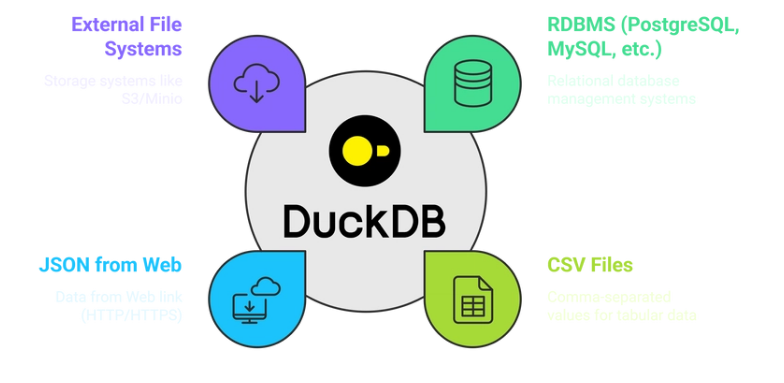 External File
Systems
Storage systems like
S3/Minio
RDBMS (PostgreSQL,
MySQL, etc.)
Relational database
management systems
DuckDB
JSON from Web
Data from Web link
(HTTP/HTTPS)
CSV Files
Comma-separated
values for tabular data